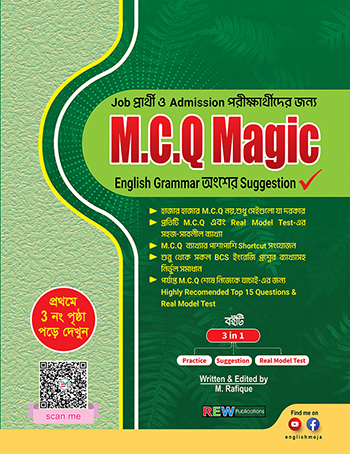 Job প্রার্থী ও Admission পরীক্ষার্থীদের জন্য
M.C.Q Magic
English Grammar অংশের Suggestion
হাজার হাজার M.C.Q নয়, শুধু সেইগুলো যা দরকার
প্রতিটি M.C.Q এবং Real Model Test-এর
সহজ-সাবলীল ব্যাখ্যা
M.C.Q ব্যাখ্যার পাশাপাশি Shortcut সংযোজন
শুরু থেকে সকল BCS ইংরেজি প্রশ্নের ব্যাখ্যাসহ
নির্ভুল সমাধান
পর্যাপ্ত M.C.Q শেষে নিজেকে যাচাই-এর জন্য
Highly Recomended Top 15 Questions &
Real Model Test
প্রথমে
3 নং পৃষ্ঠা
পড়ে দেখুন
scan me
বইটি
3 in 1
Practice
Suggestion
Real Model Test
Written & Edited by
M. Rafique
REW Publications
Find me on
englishmoja